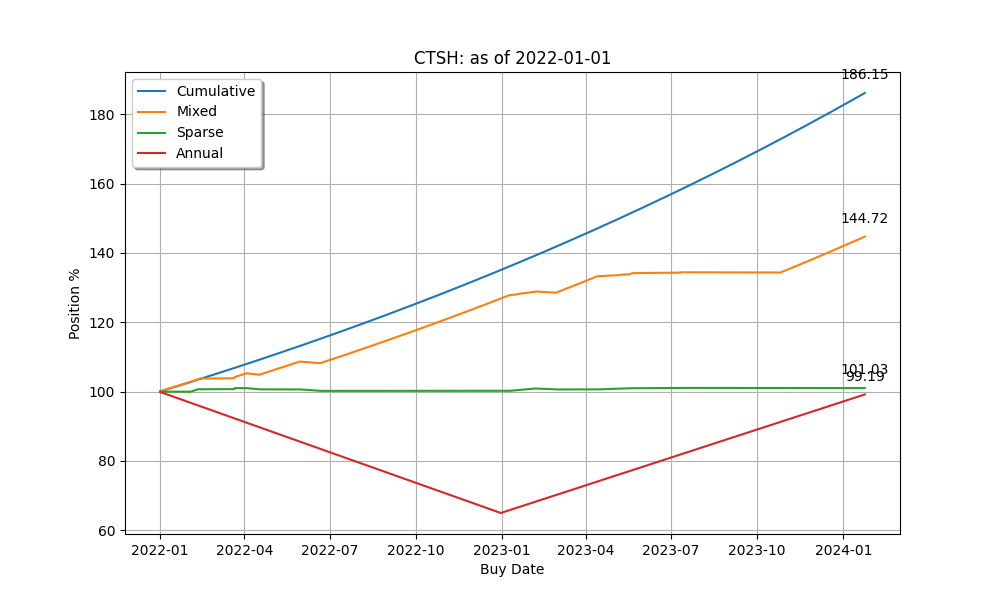 CTSH: as of 2022-01-01
Cumulative
Mixed
Sparse
Annual
186.15
144.72
101.03
99.19
180
160
140
120
100
80
60
Position %
2022-01 2022-04 2022-07 2022-10 2023-01 2023-04 2023-07 2023-10 2024-01
Buy Date